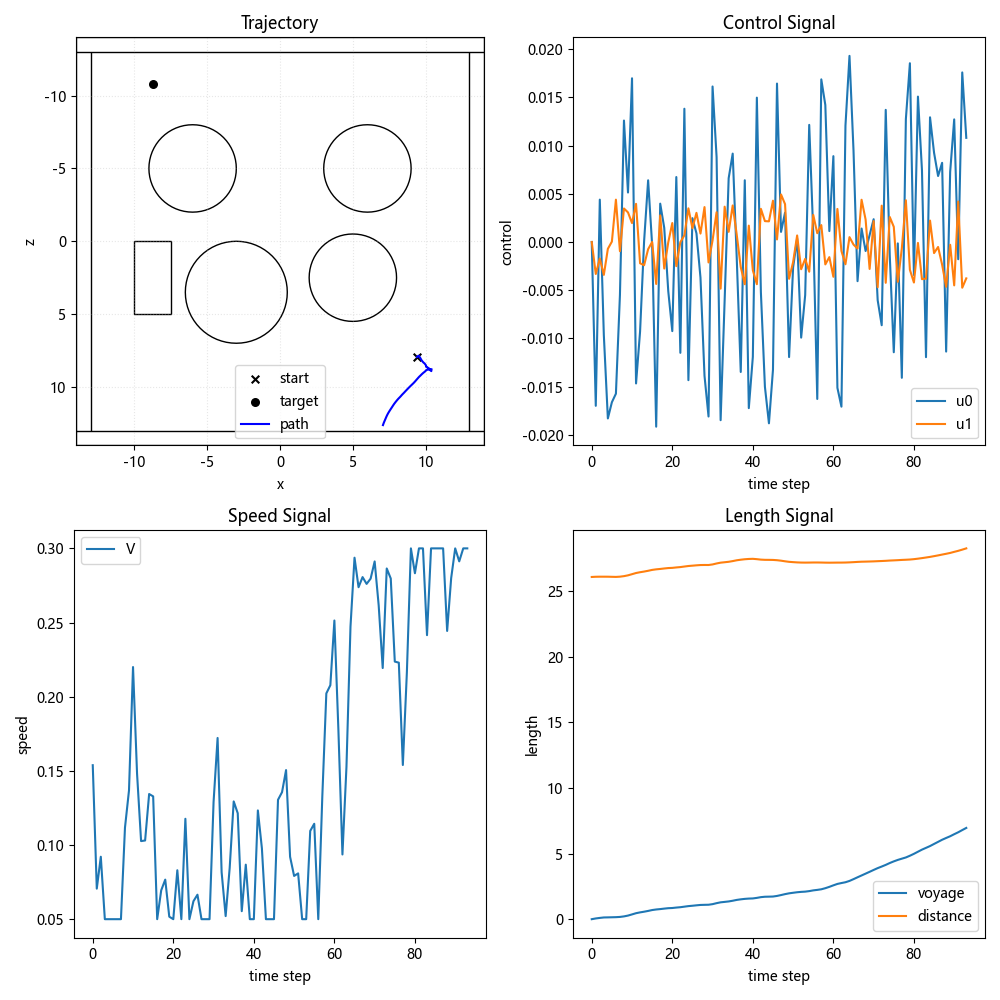 Trajectory
-10
-5
0
5
10
z
-10
-5
0
5
10
x
start
target
path
Control Signal
0.020
0.015
0.010
0.005
0.000
-0.005
-0.010
-0.015
-0.020
control
0
20
40
60
80
time step
u0
u1
Speed Signal
0.30
0.25
0.20
0.15
0.10
0.05
speed
0
20
40
60
80
time step
V
Length Signal
25
20
15
10
5
0
length
0
20
40
60
80
time step
voyage
distance